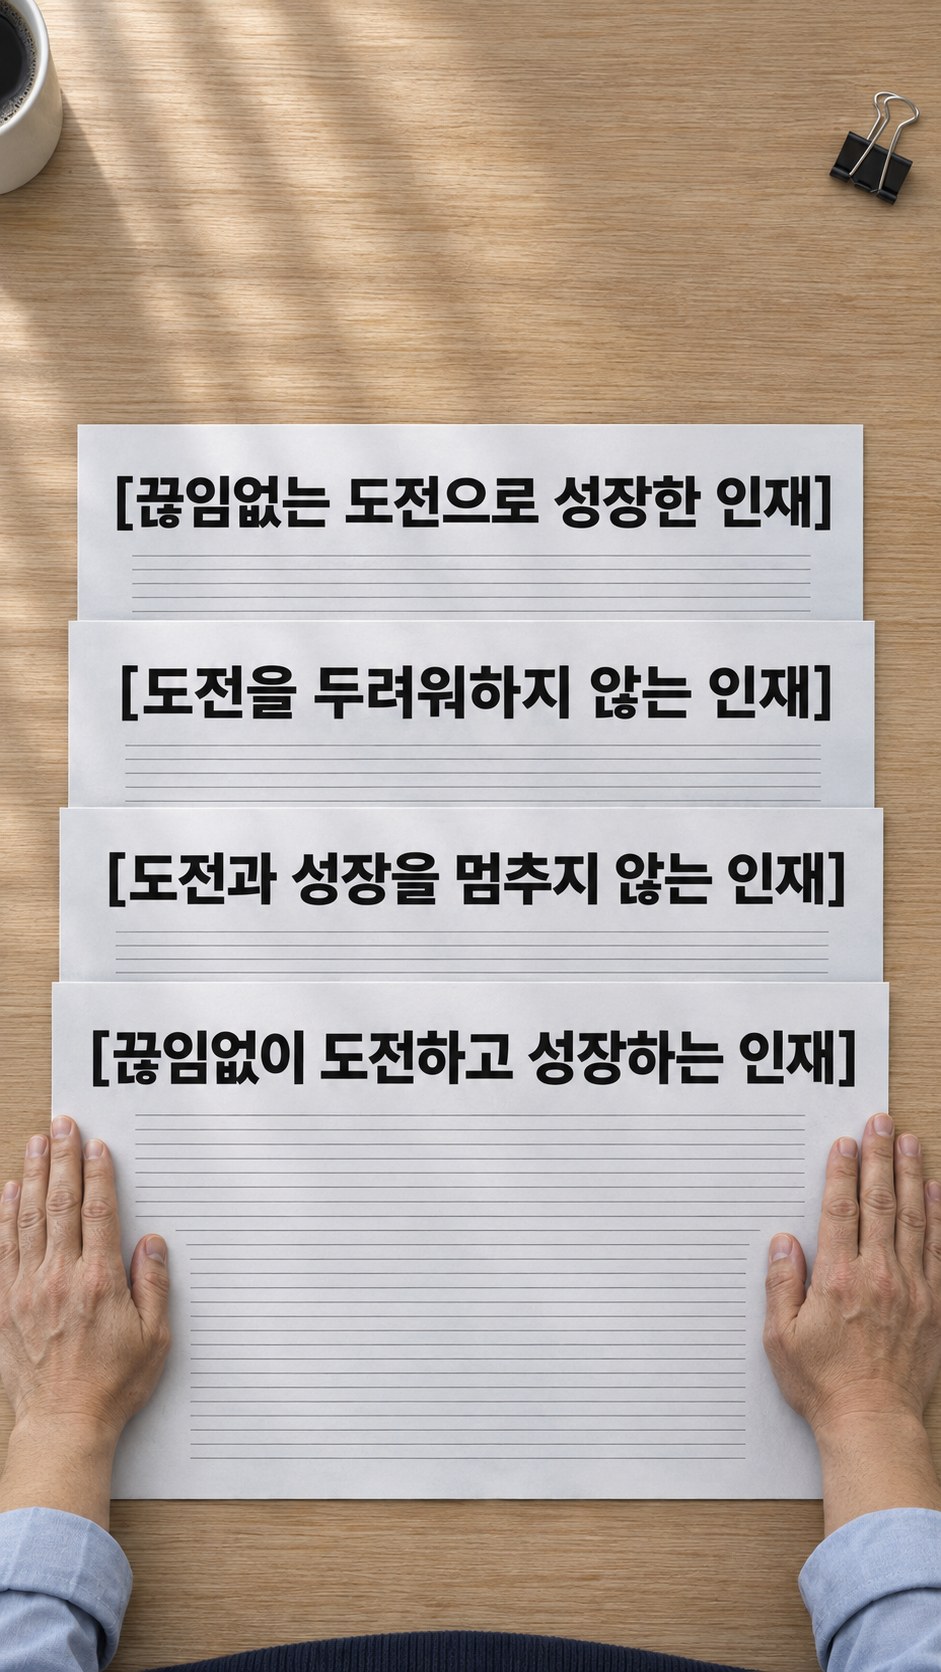 [끊임없는 도전으로 성장한 인재]
[도전을 두려워하지 않는 인재]
[도전과 성장을 멈추지 않는 인재]
[끊임없이 도전하고 성장하는 인재]